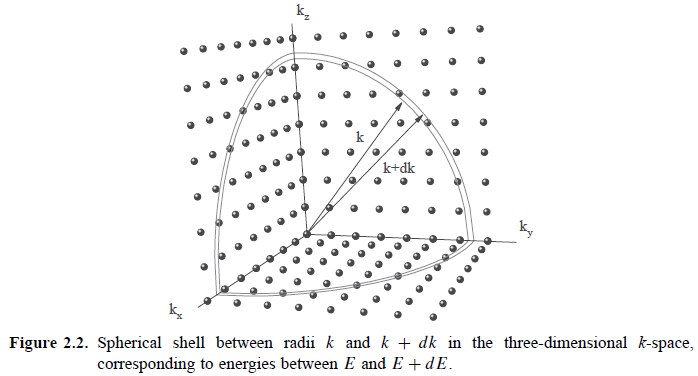 k_z
k
k+dk
k_y
k_x
Figure 2.2. Spherical shell between radii k and k + dk in the three-dimensional k-space,
corresponding to energies between E and E + dE.